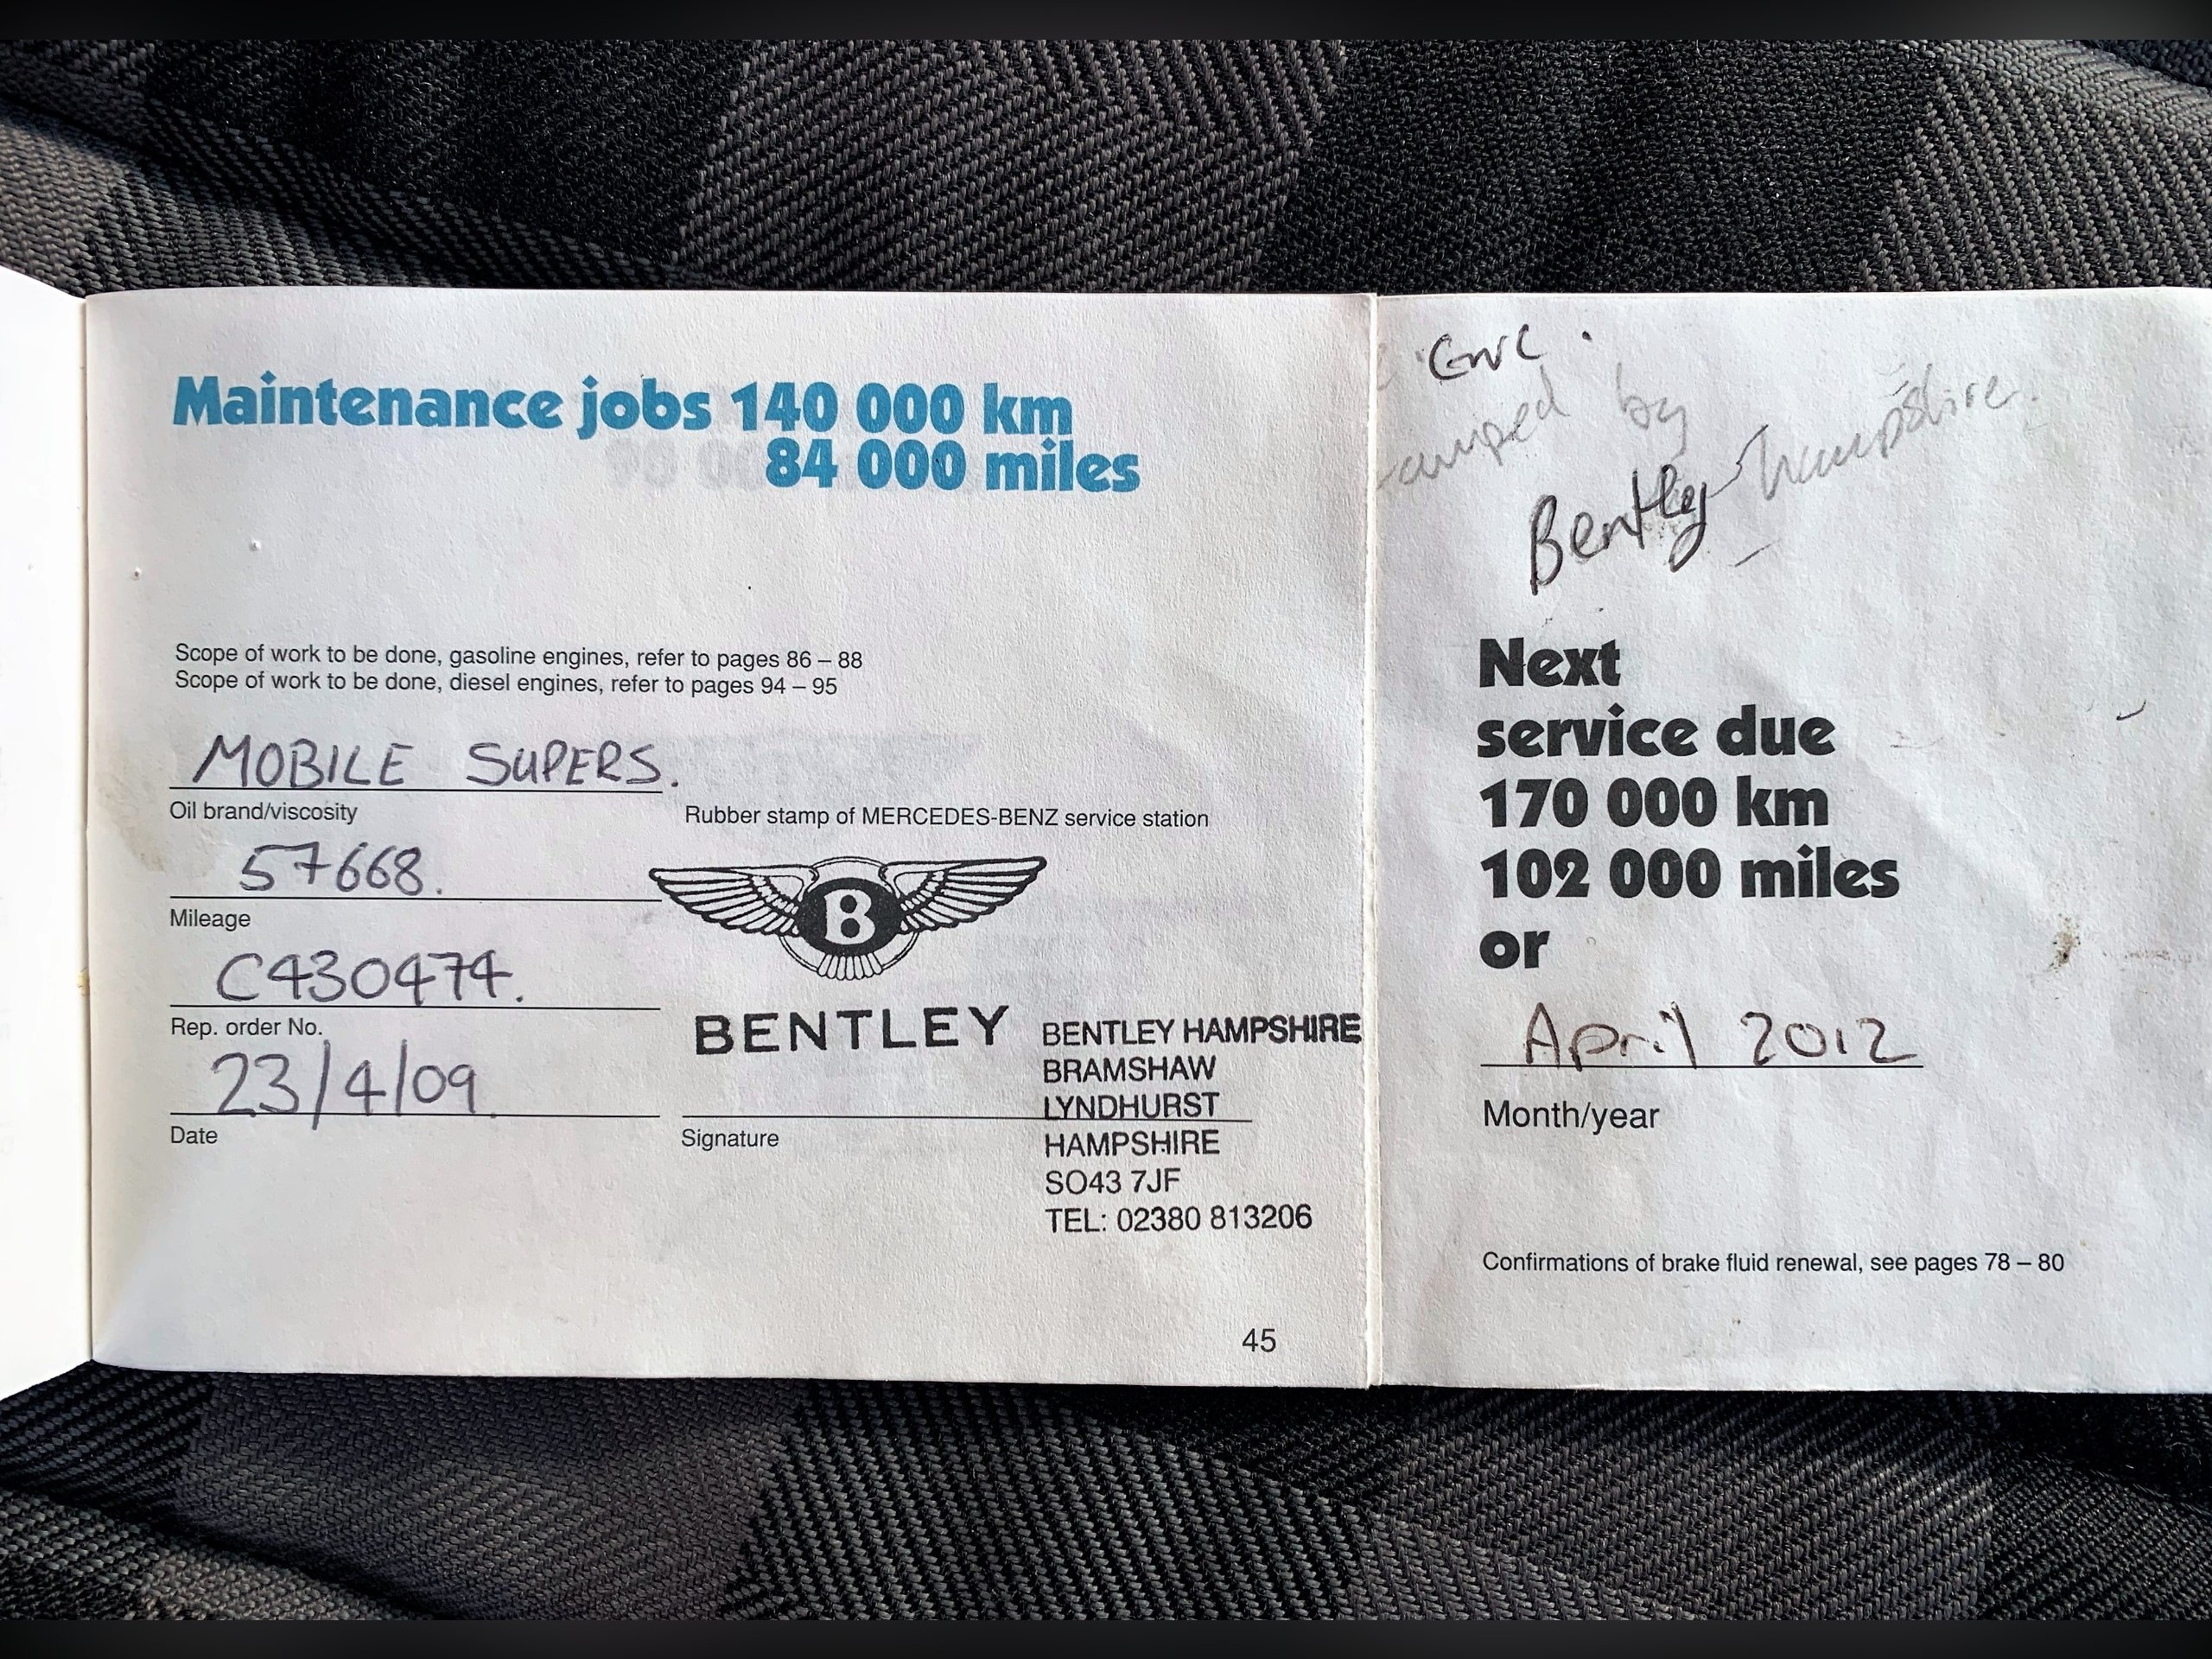 Maintenance jobs 140 000 km
84 000 miles
Scope of work to be done, gasoline engines, refer to pages 86 – 88
Scope of work to be done, diesel engines, refer to pages 94 – 95
MOBILE SUPERS.
Oil brand/viscosity
Rubber stamp of MERCEDES-BENZ service station
57668.
Mileage
C430474.
Rep. order No.
23/4/09.
Date
B
BENTLEY
BENTLEY HAMPSHIRE
BRAMSHAW
LYNDHURST
HAMPSHIRE
SO43 7JF
TEL: 02380 813206
Signature
45
by
Bentley Hampshire.
Next
service due
170 000 km
102 000 miles
or
April 2012
Month/year
Confirmations of brake fluid renewal, see pages 78 – 80